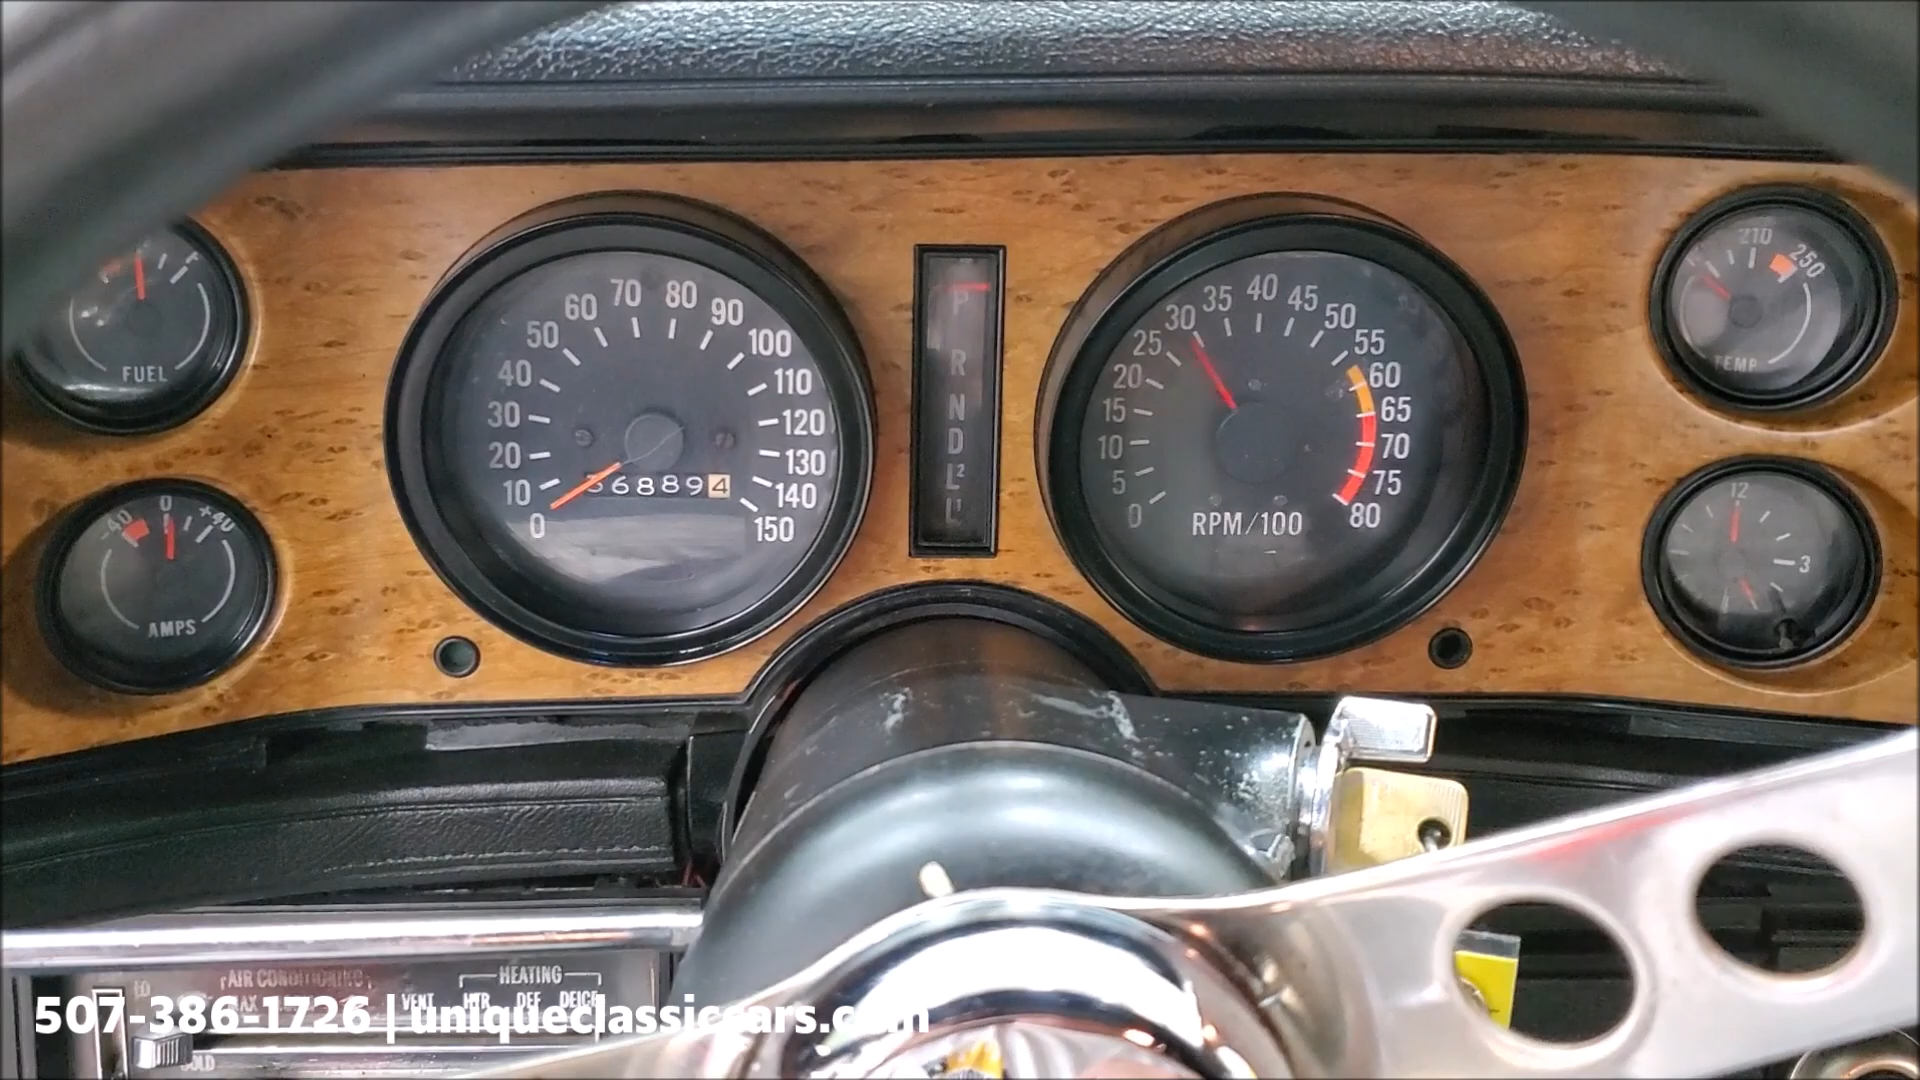 FUEL
F
-40 0 +40
AMPS
0 10 20 30 40 50 60 70 80 90 100 110 120 130 140 150
68894
P
R
N
D
L2
L1
0 5 10 15 20 25 30 35 40 45 50 55 60 65 70 75 80
RPM/100
210 250
TEMP
12
3
AIR CONDITIONING
HEATING
VENT HTR DEF DEICE
507-386-1726 | uniqueclassiccars.com